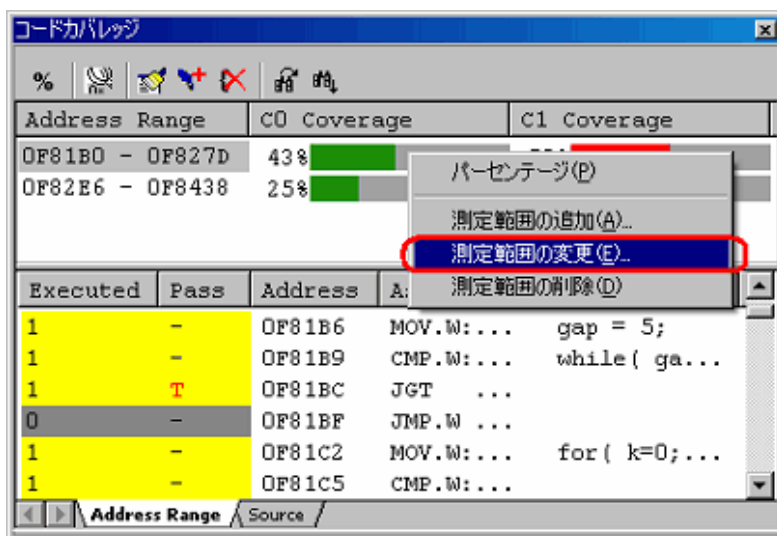 コードカバレッジ
%
Address Range C0 Coverage C1 Coverage
0F81B0 - 0F827D 43%
0F82E6 - 0F8438 25%
パーセンテージ(P)
測定範囲の追加(A)...
測定範囲の変更(E)...
測定範囲の削除(D)
Executed Pass Address
1 - 0F81B6 MOV.W:... gap = 5;
1 - 0F81B9 CMP.W:... while( ga...
1 T 0F81BC JGT ...
0 - 0F81BF JMP.W ...
1 - 0F81C2 MOV.W:... for( k=0;...
1 - 0F81C5 CMP.W:...
Address Range Source